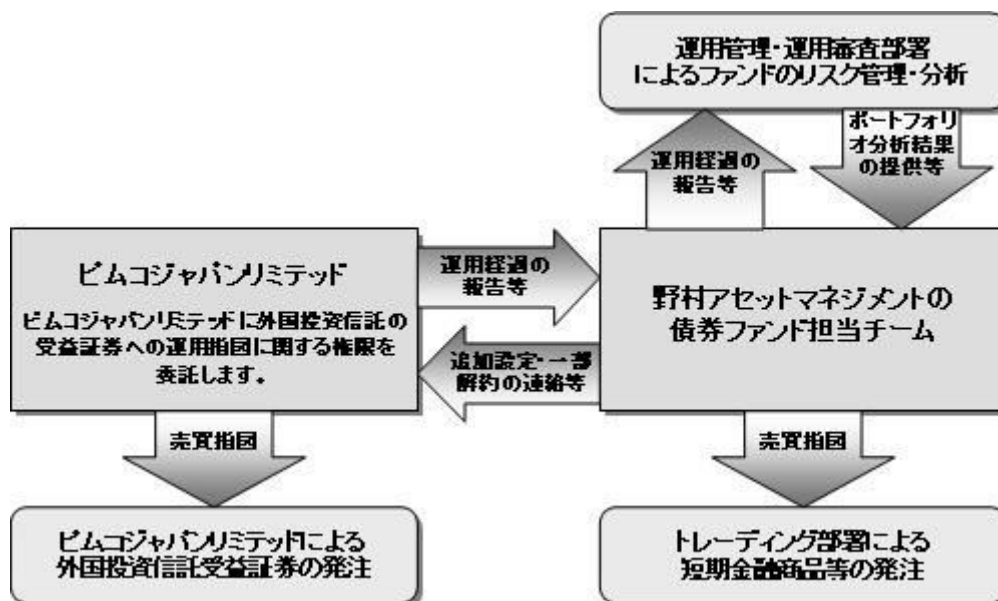 運用管理・運用審査部署
によるファンドのリスク管理・分析
運用経過の
報告等
ポートフォリ
オ分析結果
の提供等
ピムコジャパンリミテッド
ピムコジャパンリミテッドに外国投資信託の
受益証券への運用指図に関する権限を
委託します。
運用経過の
報告等
追加設定・一部
解約の連絡等
野村アセットマネジメントの
債券ファンド担当チーム
売買指図
売買指図
ピムコジャパンリミテッドによる
外国投資信託受益証券の発注
トレーディング部署による
短期金融商品等の発注